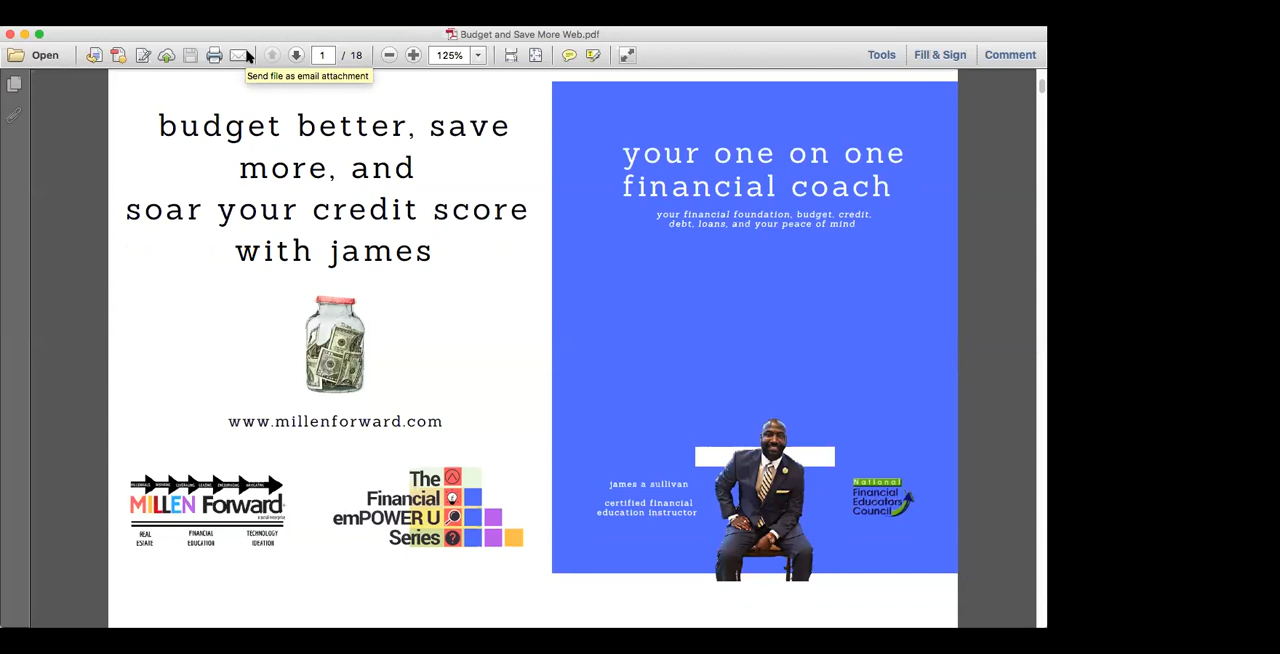 Budget and Save More Web.pdf
Open
1 / 18
125%
Tools
Fill & Sign
Comment
Send file as email attachment
budget better, save
more, and
soar your credit score
with james
www.millenforward.com
MILLEN Forward
a social enterprise
REAL
ESTATE
FINANCIAL
EDUCATION
TECHNOLOGY
IDEATION
The
Financial
emPOWER U
Series
your one on one
financial coach
your financial foundation, budget, credit,
debt, loans, and your peace of mind
james a sullivan
certified financial
education instructor
National
Financial
Educators
Council